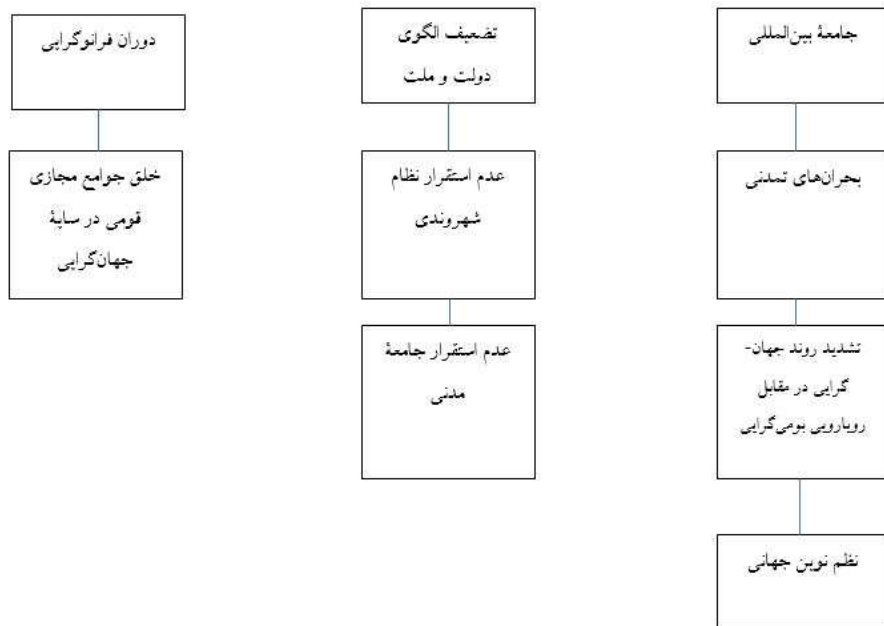 جامعهٔ بین‌المللی
بحران‌های تمدنی
تشدید روند جهان-
گرایی در مقابل
رویارویی بومی‌گرایی
نظم نوین جهانی
تضعیف الگوی
دولت و ملت
عدم استقرار نظام
شهروندی
عدم استقرار جامعهٔ
مدنی
دوران فرانوگرایی
خلق جوامع مجازی
قومی در سایهٔ
جهان‌گرایی